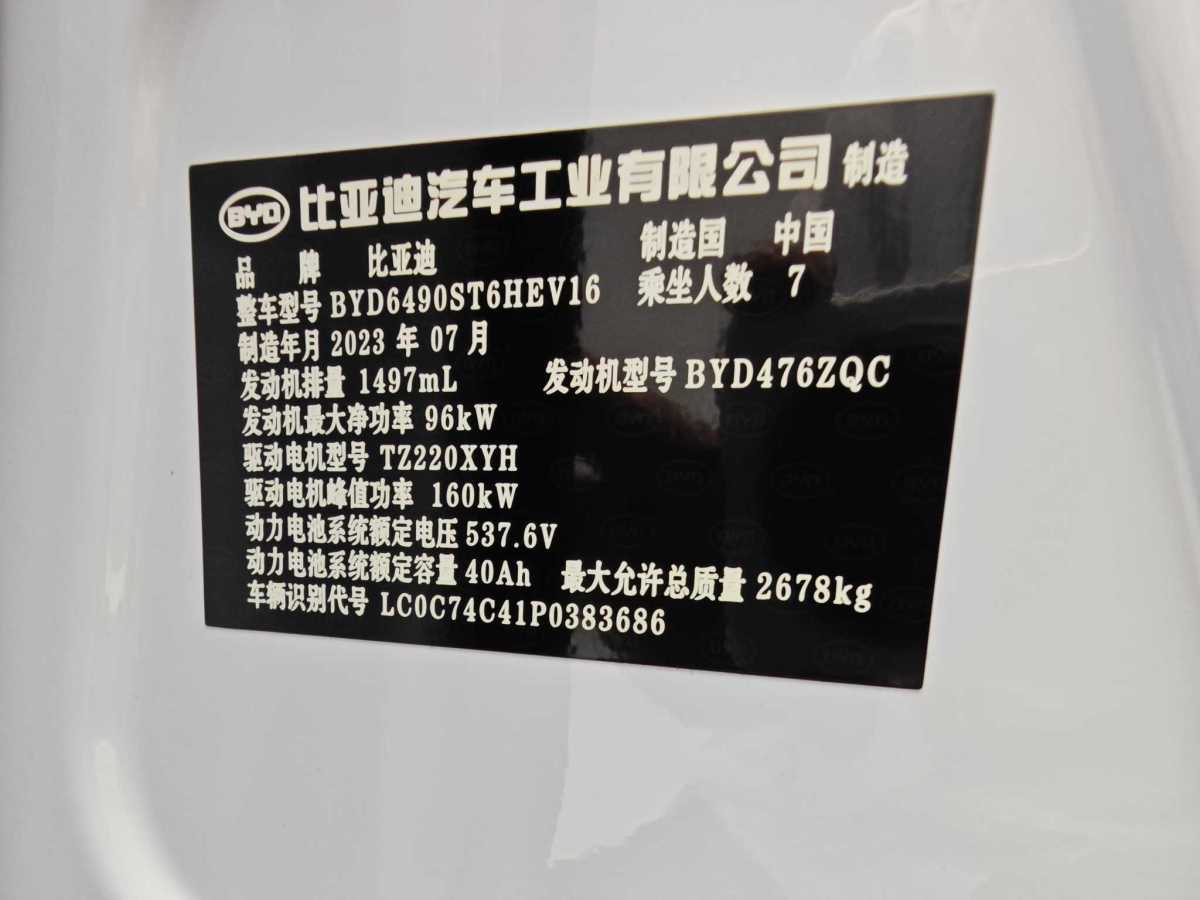 BYD 比亚迪汽车工业有限公司 制造
品 牌 比亚迪 制造国 中国
整车型号 BYD6490ST6HEV16 乘坐人数 7
制造年月 2023 年 07 月
发动机排量 1497mL 发动机型号 BYD476ZQC
发动机最大净功率 96kW
驱动电机型号 TZ220XYH
驱动电机峰值功率 160kW
动力电池系统额定电压 537.6V
动力电池系统额定容量 40Ah 最大允许总质量 2678kg
车辆识别代号 LC0C74C41P0383686